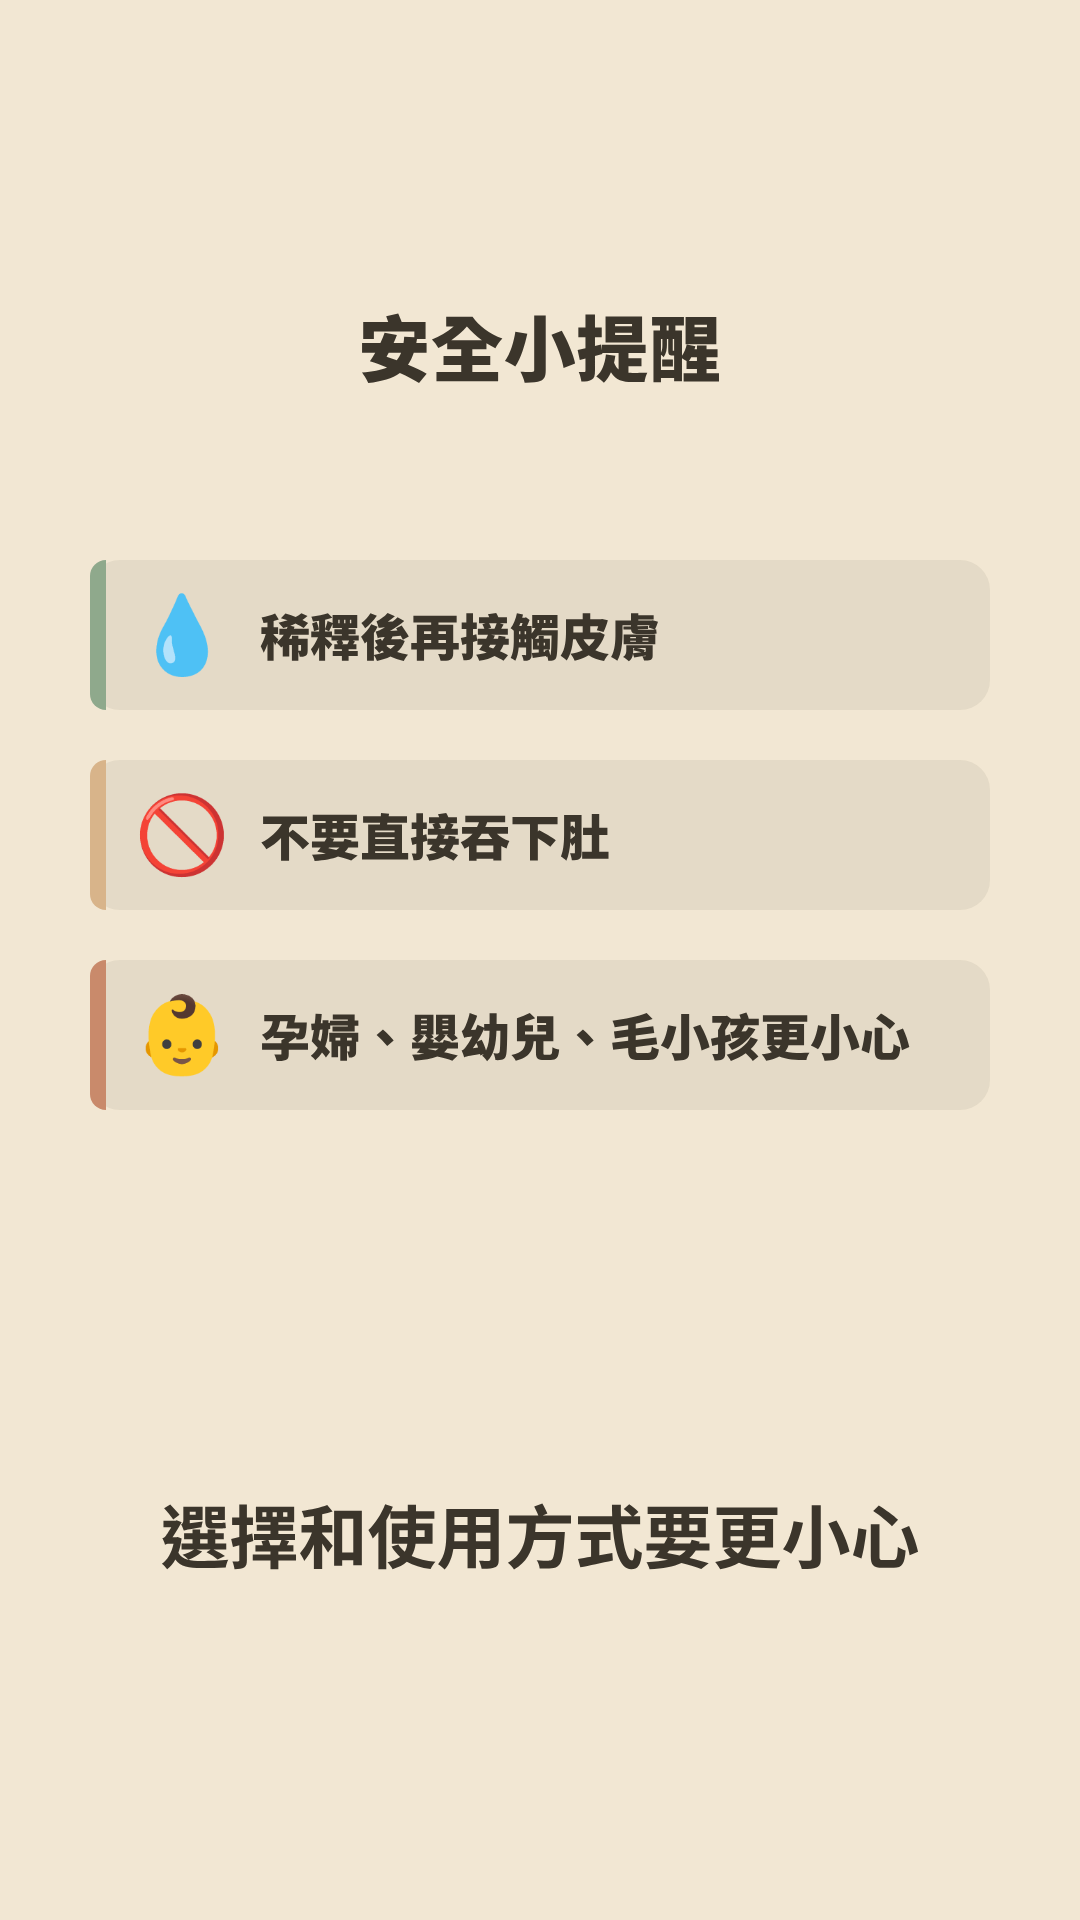 安全小提醒
稀釋後再接觸皮膚
不要直接吞下肚
孕婦、嬰幼兒、毛小孩更小心
選擇和使用方式要更小心